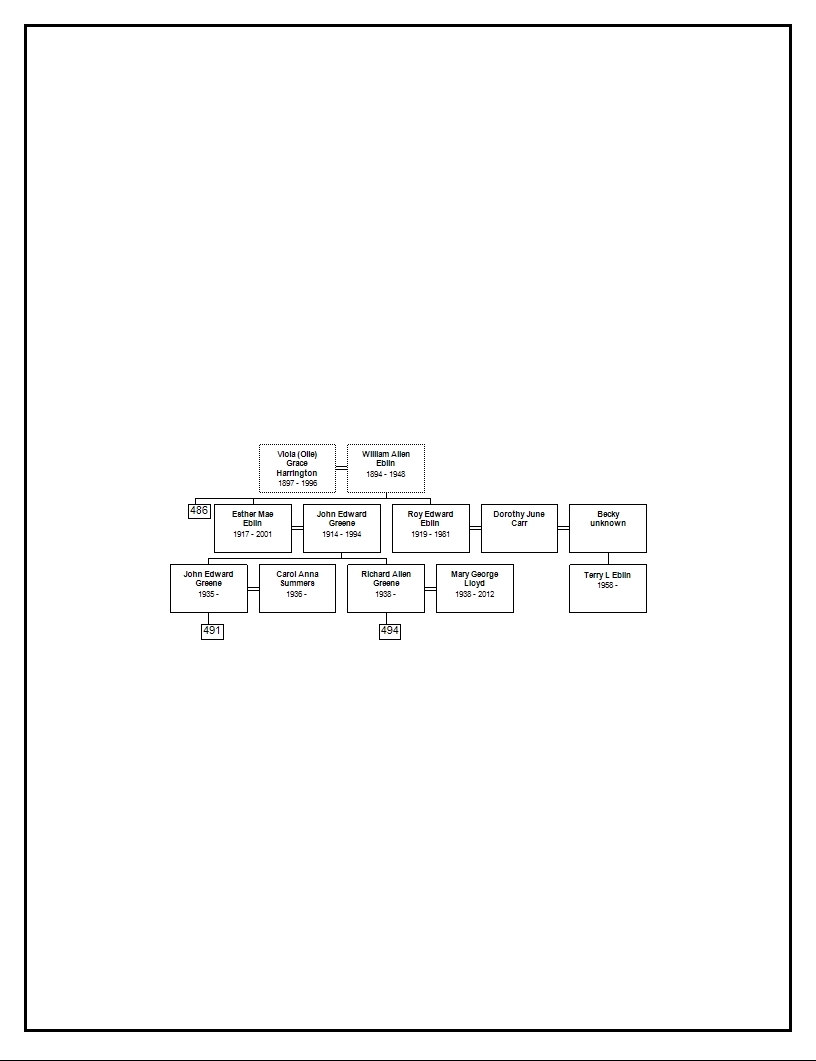 Viola (Olie)
Grace
Harrington
1897 - 1996
William Allen
Eblin
1894 - 1948
486
Esther Mae
Eblin
1917 - 2001
John Edward
Greene
1914 - 1994
Roy Edward
Eblin
1919 - 1981
Dorothy June
Carr
Becky
unknown
John Edward
Greene
1935 -
Carol Anna
Summers
1936 -
Richard Allen
Greene
1938 -
Mary George
Lloyd
1938 - 2012
Terry L Eblin
1958 -
491
494